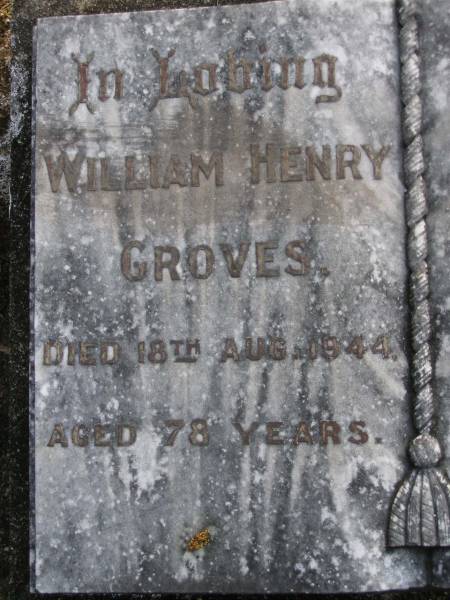 In Loving
WILLIAM HENRY
GROVES.
DIED 18TH AUG. 1944.
AGED 78 YEARS.